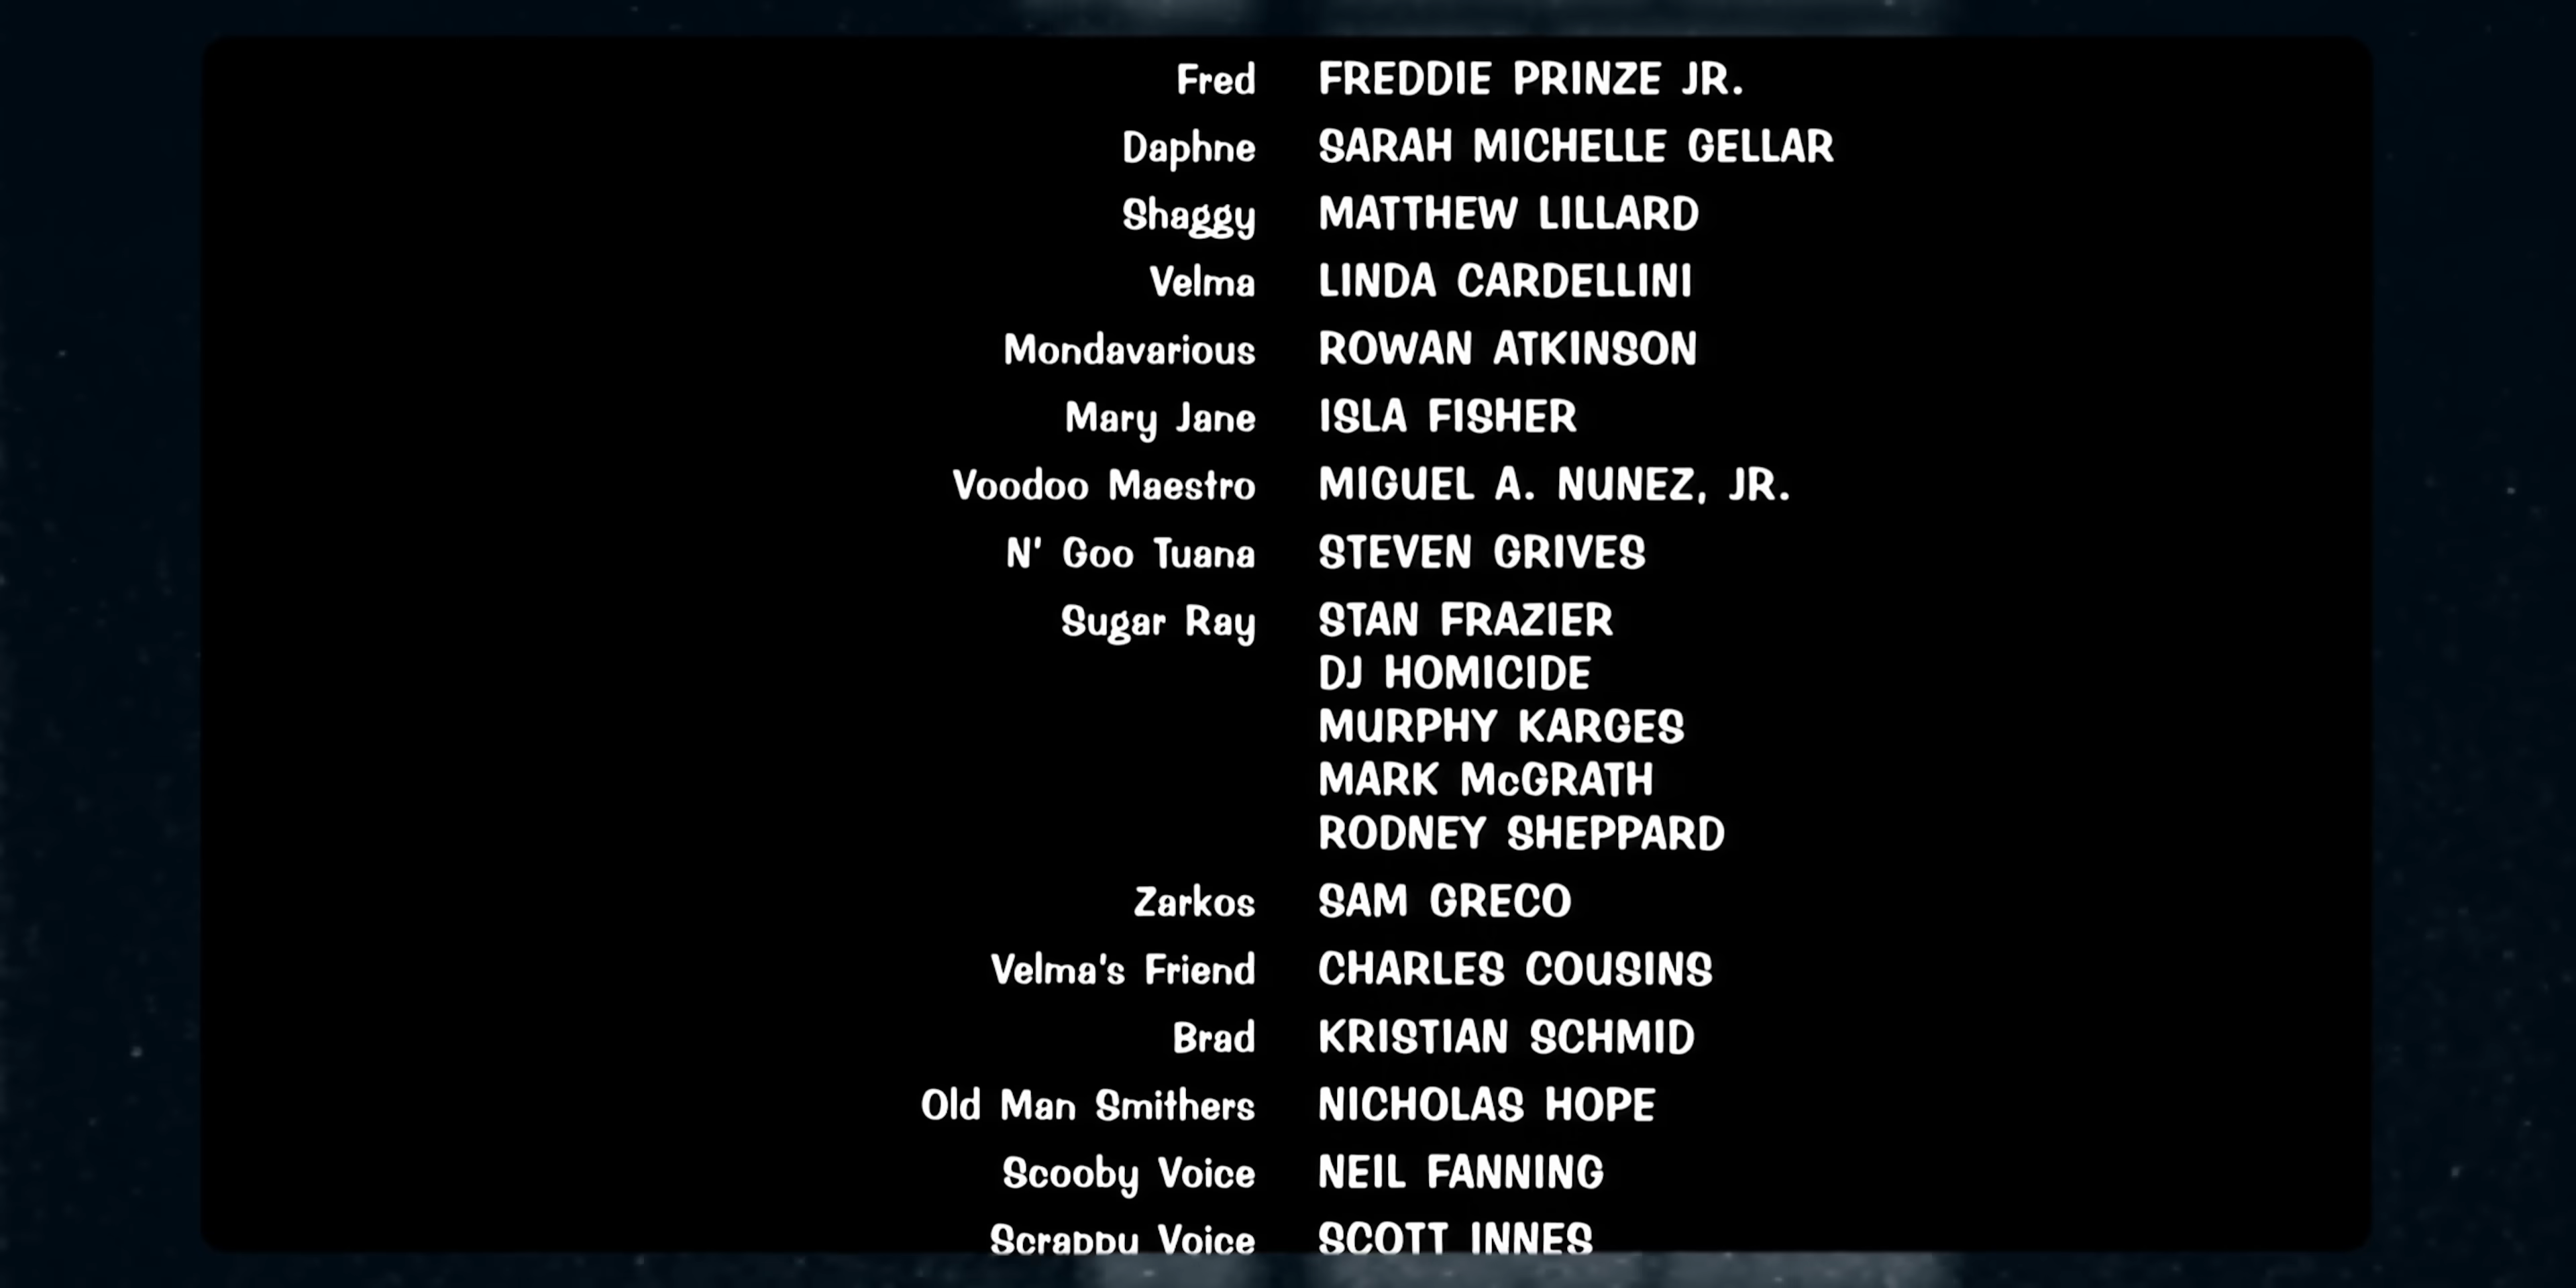 Fred FREDDIE PRINZE JR.
Daphne SARAH MICHELLE GELLAR
Shaggy MATTHEW LILLARD
Velma LINDA CARDELLINI
Mondavarious ROWAN ATKINSON
Mary Jane ISLA FISHER
Voodoo Maestro MIGUEL A. NUNEZ, JR.
N' Goo Tuana STEVEN GRIVES
Sugar Ray STAN FRAZIER
DJ HOMICIDE
MURPHY KARGES
MARK McGRATH
RODNEY SHEPPARD
Zarkos SAM GRECO
Velma's Friend CHARLES COUSINS
Brad KRISTIAN SCHMID
Old Man Smithers NICHOLAS HOPE
Scooby Voice NEIL FANNING
Scrappy Voice SCOTT INNES